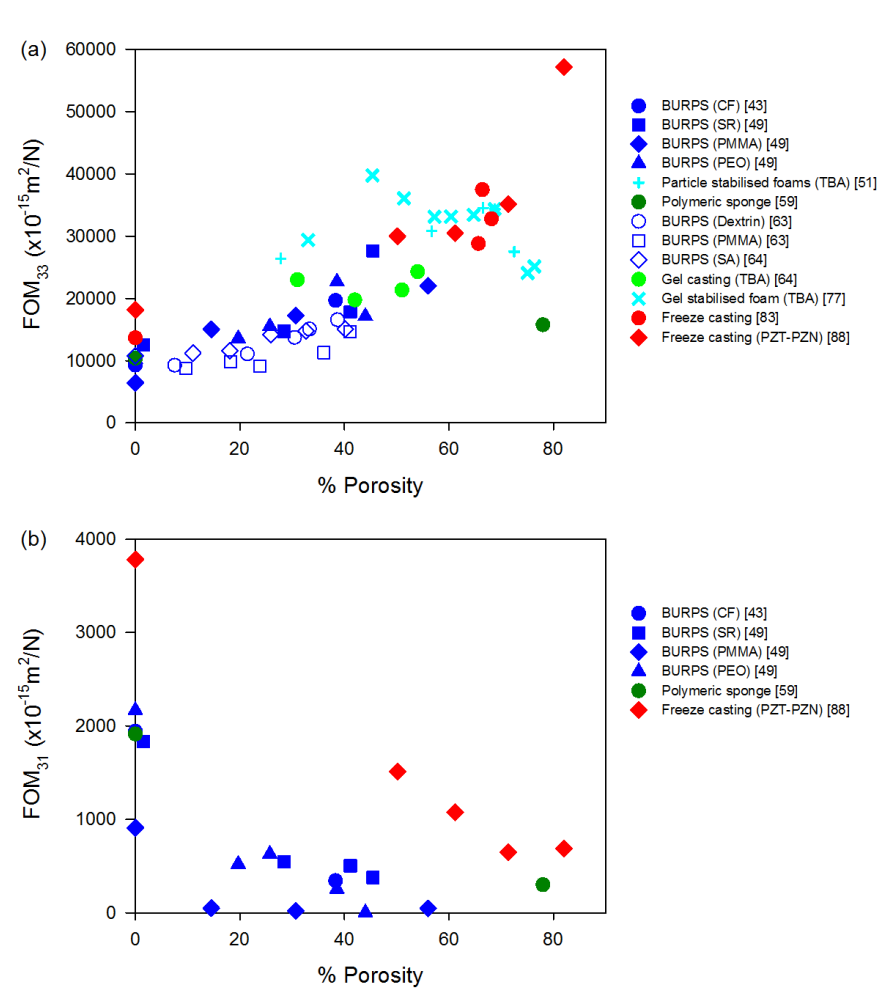 (a)
60000
50000
40000
30000
20000
10000
0
FOM33 (x10-15m2/N)
0 20 40 60 80
% Porosity
BURPS (CF) [43]
BURPS (SR) [49]
BURPS (PMMA) [49]
BURPS (PEO) [49]
Particle stabilised foams (TBA) [51]
Polymeric sponge [59]
BURPS (Dextrin) [63]
BURPS (PMMA) [63]
BURPS (SA) [64]
Gel casting (TBA) [64]
Gel stabilised foam (TBA) [77]
Freeze casting [83]
Freeze casting (PZT-PZN) [88]
(b)
4000
3000
2000
1000
0
FOM31 (x10-15m2/N)
0 20 40 60 80
% Porosity
BURPS (CF) [43]
BURPS (SR) [49]
BURPS (PMMA) [49]
BURPS (PEO) [49]
Polymeric sponge [59]
Freeze casting (PZT-PZN) [88]